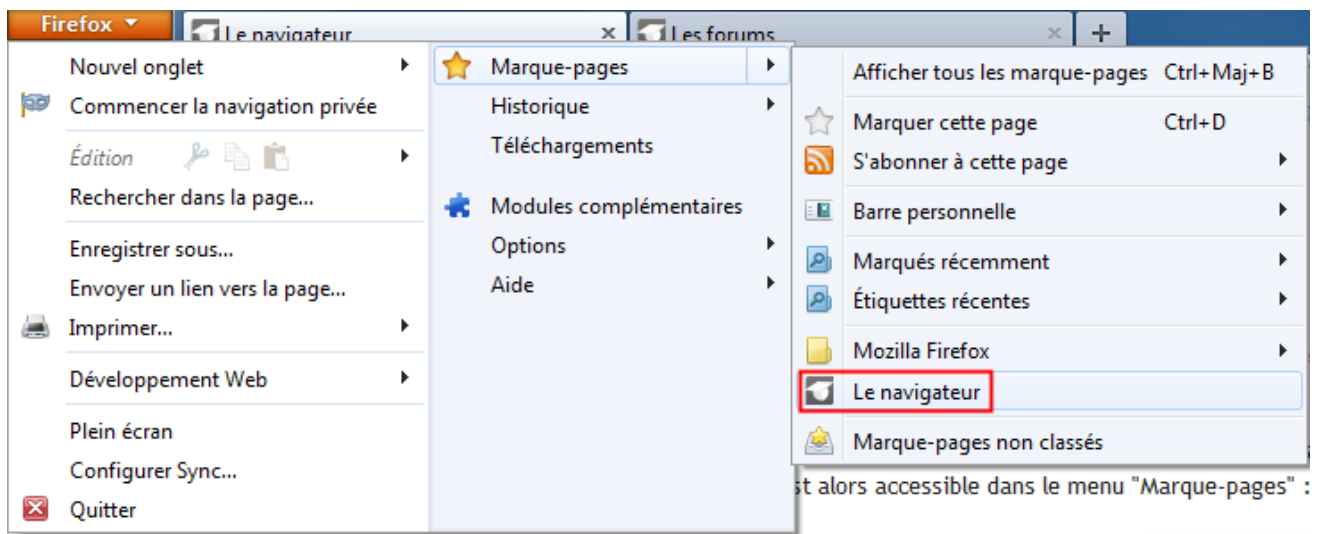 Firefox
Le navigateur
Les forums
Nouvel onglet
Commencer la navigation privée
Édition
Rechercher dans la page...
Enregistrer sous...
Envoyer un lien vers la page...
Imprimer...
Développement Web
Plein écran
Configurer Sync...
Quitter
Marque-pages
Historique
Téléchargements
Modules complémentaires
Options
Aide
Afficher tous les marque-pages Ctrl+Maj+B
Marquer cette page Ctrl+D
S'abonner à cette page
Barre personnelle
Marqués récemment
Étiquettes récentes
Mozilla Firefox
Le navigateur
Marque-pages non classés
alors accessible dans le menu "Marque-pages" :